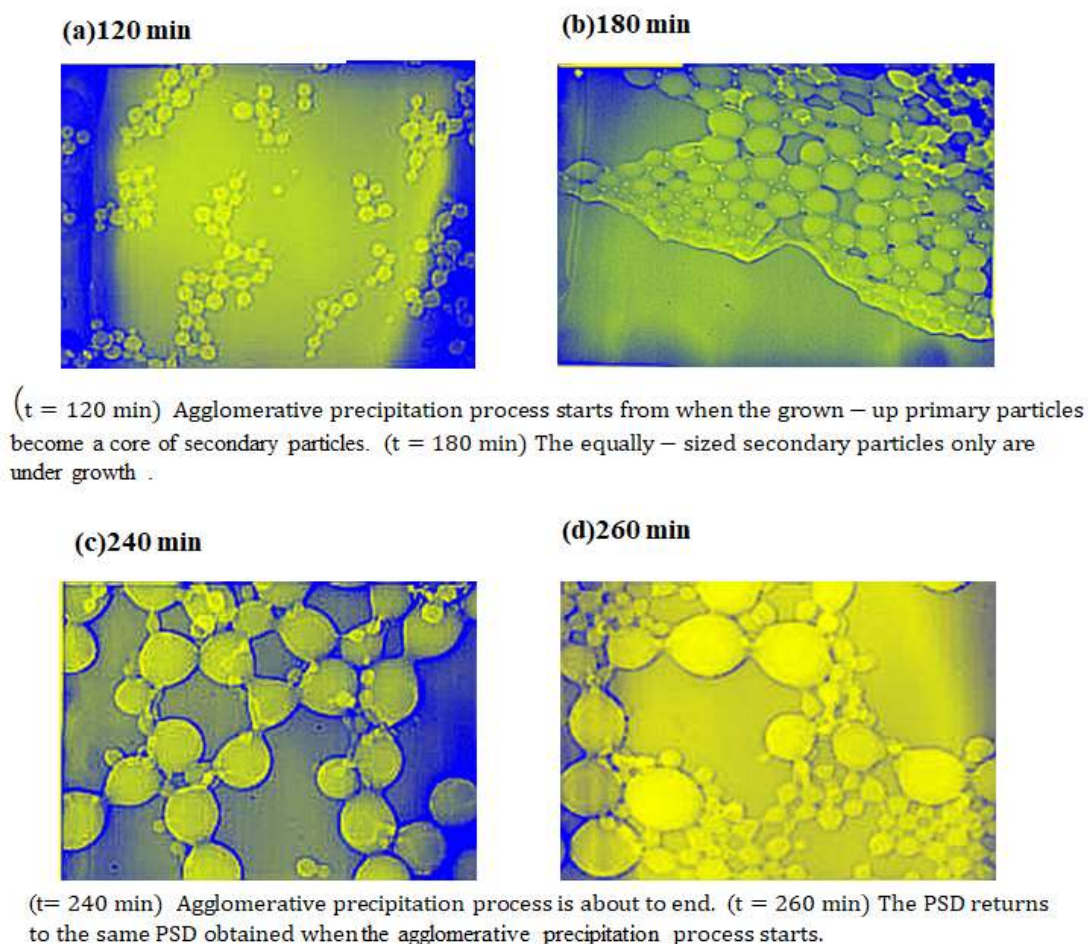 (a)120 min
(b)180 min
(t = 120 min) Agglomerative precipitation process starts from when the grown – up primary particles
become a core of secondary particles. (t = 180 min) The equally – sized secondary particles only are
under growth .
(c)240 min
(d)260 min
(t= 240 min) Agglomerative precipitation process is about to end. (t = 260 min) The PSD returns
to the same PSD obtained when the agglomerative precipitation process starts.